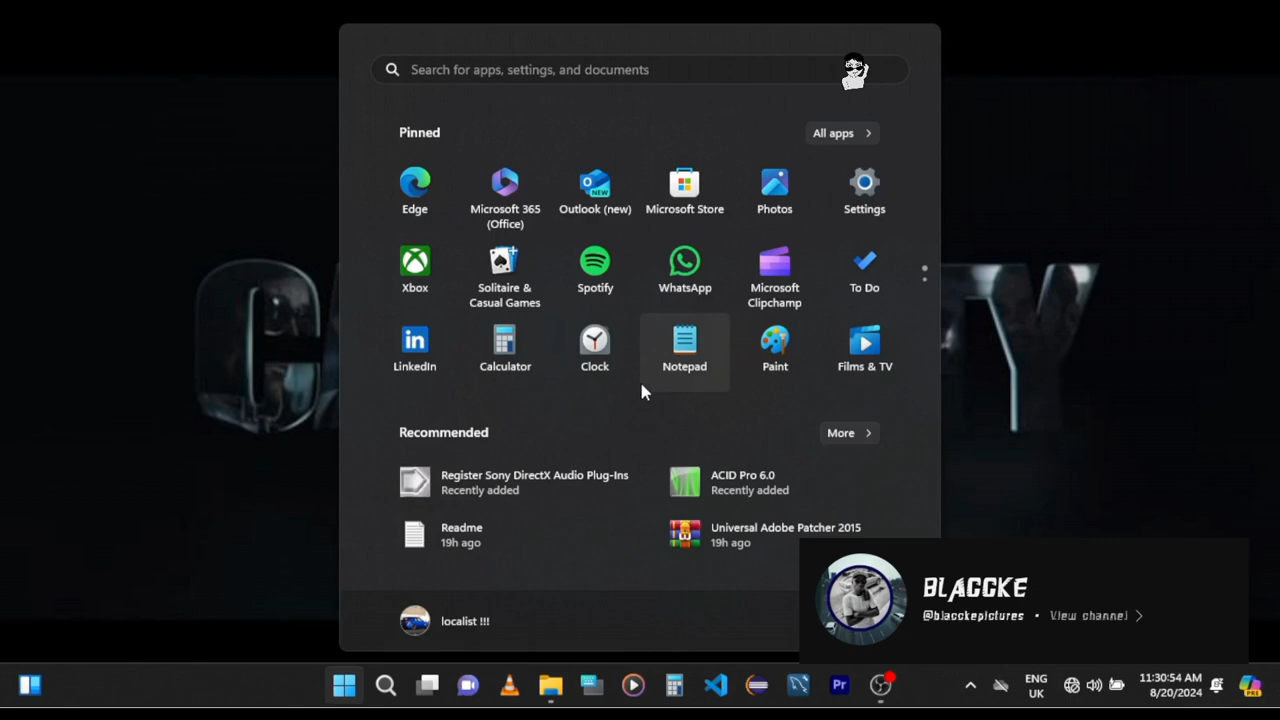 Search for apps, settings, and documents
Pinned
All apps
Edge
Microsoft 365
(Office)
Outlook (new)
Microsoft Store
Photos
Settings
Xbox
Solitaire &
Casual Games
Spotify
WhatsApp
Microsoft
Clipchamp
To Do
LinkedIn
Calculator
Clock
Notepad
Paint
Films & TV
Recommended
More
Register Sony DirectX Audio Plug-Ins
Recently added
ACID Pro 6.0
Recently added
Readme
19h ago
Universal Adobe Patcher 2015
19h ago
localist !!!
BLACCKE
@blacckepictures • View channel
ENG
UK
11:30:54 AM
8/20/2024